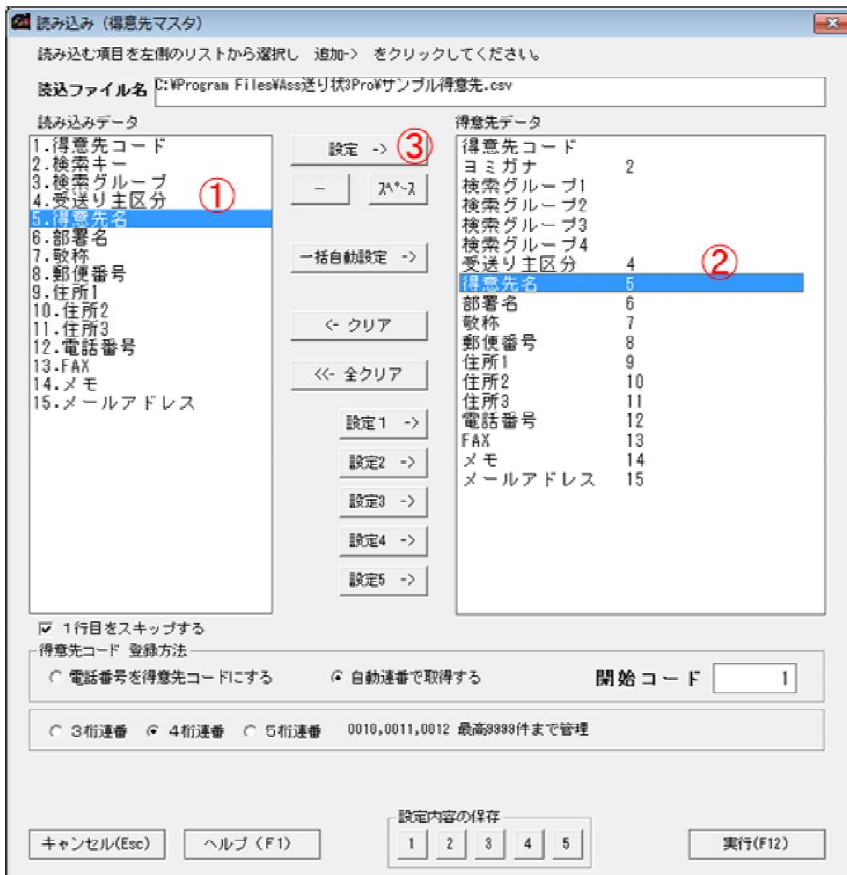 読み込み（得意先マスタ）
読み込む項目を左側のリストから選択し　追加-> をクリックしてください。
読込ファイル名 C:¥Program Files¥Ass送り状3Pro¥サンプル得意先.csv
読み込みデータ
1.得意先コード
2.検索キー
3.検索グループ
4.受送り主区分
5.得意先名
6.部署名
7.敬称
8.郵便番号
9.住所1
10.住所2
11.住所3
12.電話番号
13.FAX
14.メモ
15.メールアドレス
①
設定 ->
③
－ スペース
一括自動設定 ->
<- クリア
<<- 全クリア
設定1 ->
設定2 ->
設定3 ->
設定4 ->
設定5 ->
得意先データ
得意先コード
ヨミガナ 2
検索グループ1
検索グループ2
検索グループ3
検索グループ4
受送り主区分 4
得意先名 5
部署名 6
敬称 7
郵便番号 8
住所1 9
住所2 10
住所3 11
電話番号 12
FAX 13
メモ 14
メールアドレス 15
②
1行目をスキップする
得意先コード 登録方法
電話番号を得意先コードにする 自動連番で取得する 開始コード 1
3桁連番 4桁連番 5桁連番 0010,0011,0012 最高9999件まで管理
設定内容の保存
キャンセル(Esc) ヘルプ（F1） 1 2 3 4 5 実行(F12)